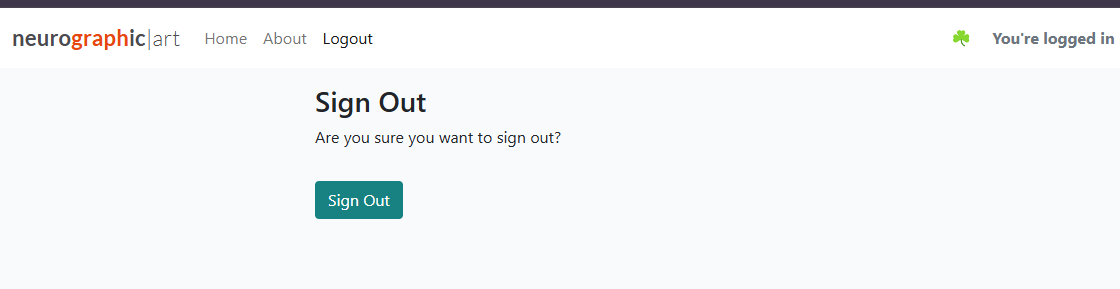 neurographic|art Home About Logout ☘ You're logged in
Sign Out
Are you sure you want to sign out?
Sign Out